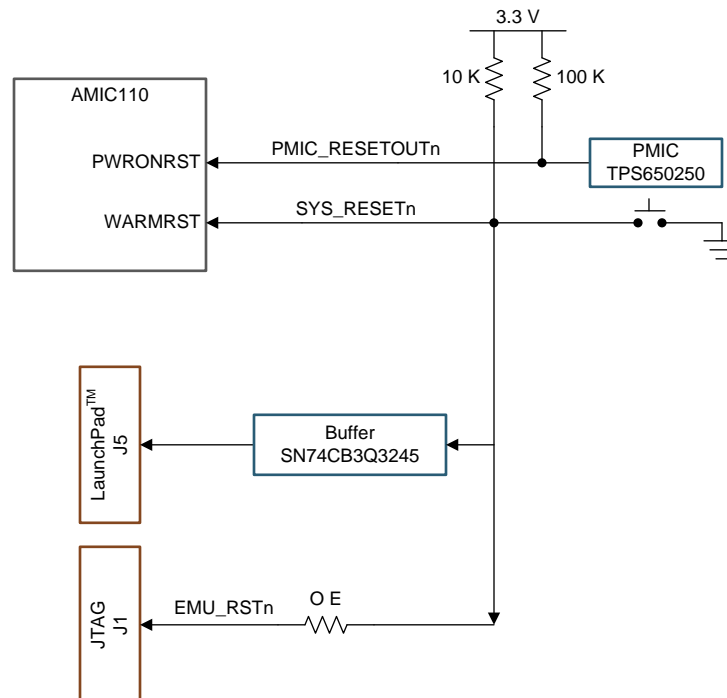 3.3 V
10 K
100 K
AMIC110
PWRONRST
PMIC_RESETOUTn
PMIC
TPS650250
WARMRST
SYS_RESETn
LaunchPad™
J5
Buffer
SN74CB3Q3245
JTAG
J1
EMU_RSTn
O E